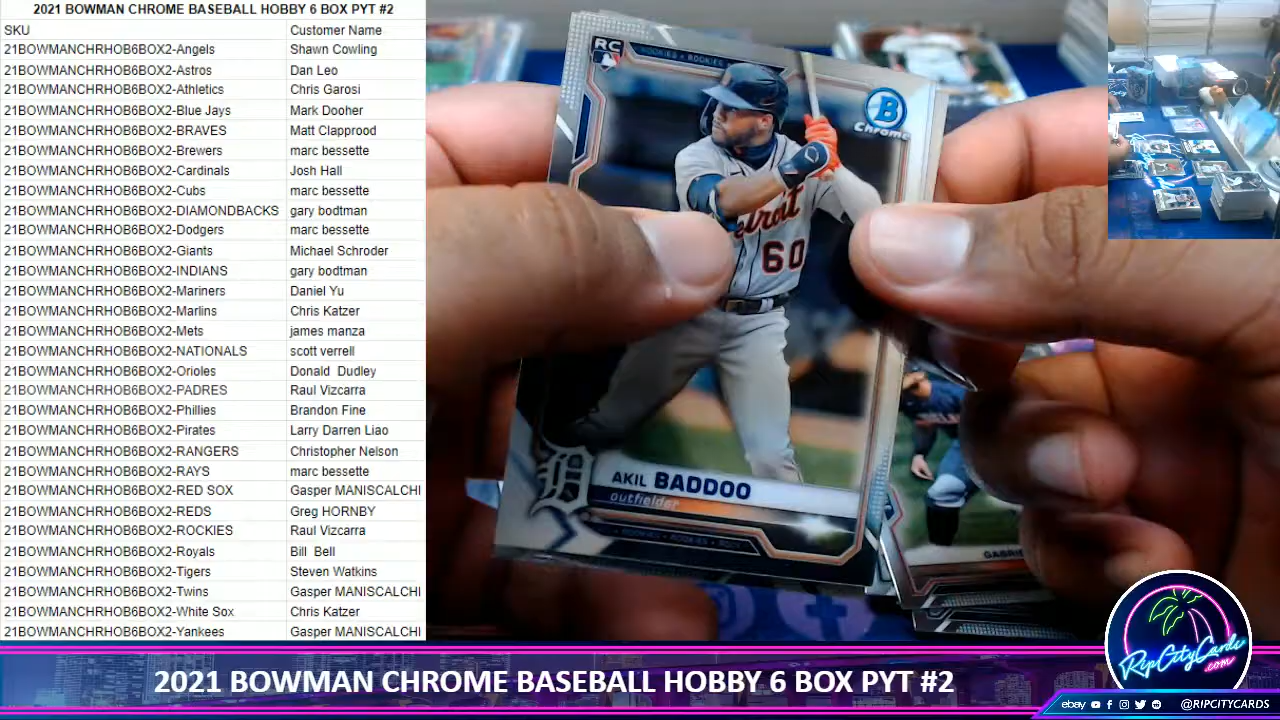 2021 BOWMAN CHROME BASEBALL HOBBY 6 BOX PYT #2
SKU Customer Name
21BOWMANCHRHOB6BOX2-Angels Shawn Cowling
21BOWMANCHRHOB6BOX2-Astros Dan Leo
21BOWMANCHRHOB6BOX2-Athletics Chris Garosi
21BOWMANCHRHOB6BOX2-Blue Jays Mark Dooher
21BOWMANCHRHOB6BOX2-BRAVES Matt Clapprood
21BOWMANCHRHOB6BOX2-Brewers marc bessette
21BOWMANCHRHOB6BOX2-Cardinals Josh Hall
21BOWMANCHRHOB6BOX2-Cubs marc bessette
21BOWMANCHRHOB6BOX2-DIAMONDBACKS gary bodtman
21BOWMANCHRHOB6BOX2-Dodgers marc bessette
21BOWMANCHRHOB6BOX2-Giants Michael Schroder
21BOWMANCHRHOB6BOX2-INDIANS gary bodtman
21BOWMANCHRHOB6BOX2-Mariners Daniel Yu
21BOWMANCHRHOB6BOX2-Marlins Chris Katzer
21BOWMANCHRHOB6BOX2-Mets james manza
21BOWMANCHRHOB6BOX2-NATIONALS scott verrell
21BOWMANCHRHOB6BOX2-Orioles Donald Dudley
21BOWMANCHRHOB6BOX2-PADRES Raul Vizcarra
21BOWMANCHRHOB6BOX2-Phillies Brandon Fine
21BOWMANCHRHOB6BOX2-Pirates Larry Darren Liao
21BOWMANCHRHOB6BOX2-RANGERS Christopher Nelson
21BOWMANCHRHOB6BOX2-RAYS marc bessette
21BOWMANCHRHOB6BOX2-RED SOX Gasper MANISCALCHI
21BOWMANCHRHOB6BOX2-REDS Greg HORNBY
21BOWMANCHRHOB6BOX2-ROCKIES Raul Vizcarra
21BOWMANCHRHOB6BOX2-Royals Bill Bell
21BOWMANCHRHOB6BOX2-Tigers Steven Watkins
21BOWMANCHRHOB6BOX2-Twins Gasper MANISCALCHI
21BOWMANCHRHOB6BOX2-White Sox Chris Katzer
21BOWMANCHRHOB6BOX2-Yankees Gasper MANISCALCHI
RC
ROOKIES • ROOKIES
B
Chrome
Detroit
60
AKIL BADDOO
outfielder
GABRIE
RipCityCards
.com
2021 BOWMAN CHROME BASEBALL HOBBY 6 BOX PYT #2
ebay @RIPCITYCARDS